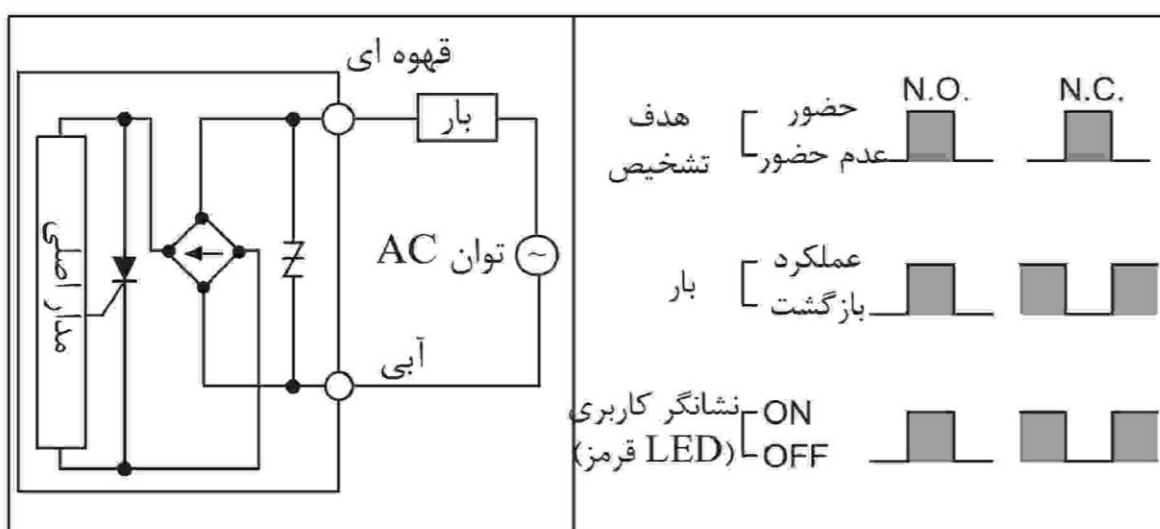 قهوه ای
بار
توان AC
آبی
مدار اصلی
N.O. N.C.
هدف تشخیص
حضور
عدم حضور
بار
عملکرد
بازگشت
نشانگر کاربری
(LED قرمز)
ON
OFF